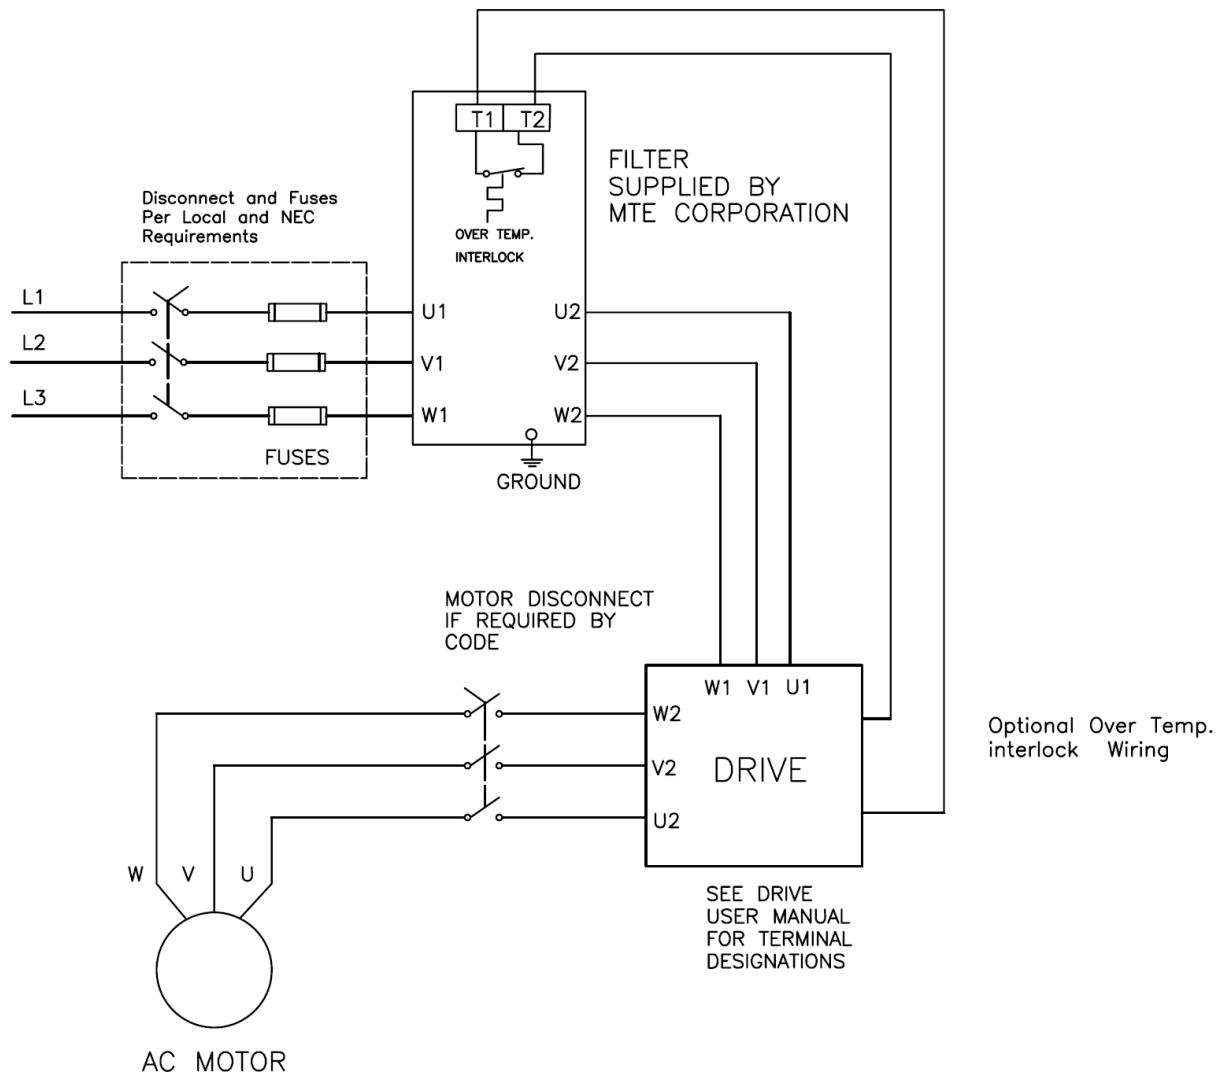 T1 T2
FILTER
SUPPLIED BY
MTE CORPORATION
Disconnect and Fuses
Per Local and NEC
Requirements
OVER TEMP.
INTERLOCK
L1
U1
U2
L2
V1
V2
L3
W1
W2
FUSES
GROUND
MOTOR DISCONNECT
IF REQUIRED BY
CODE
W1 V1 U1
W2
V2
DRIVE
U2
Optional Over Temp.
interlock Wiring
W V U
SEE DRIVE
USER MANUAL
FOR TERMINAL
DESIGNATIONS
AC MOTOR